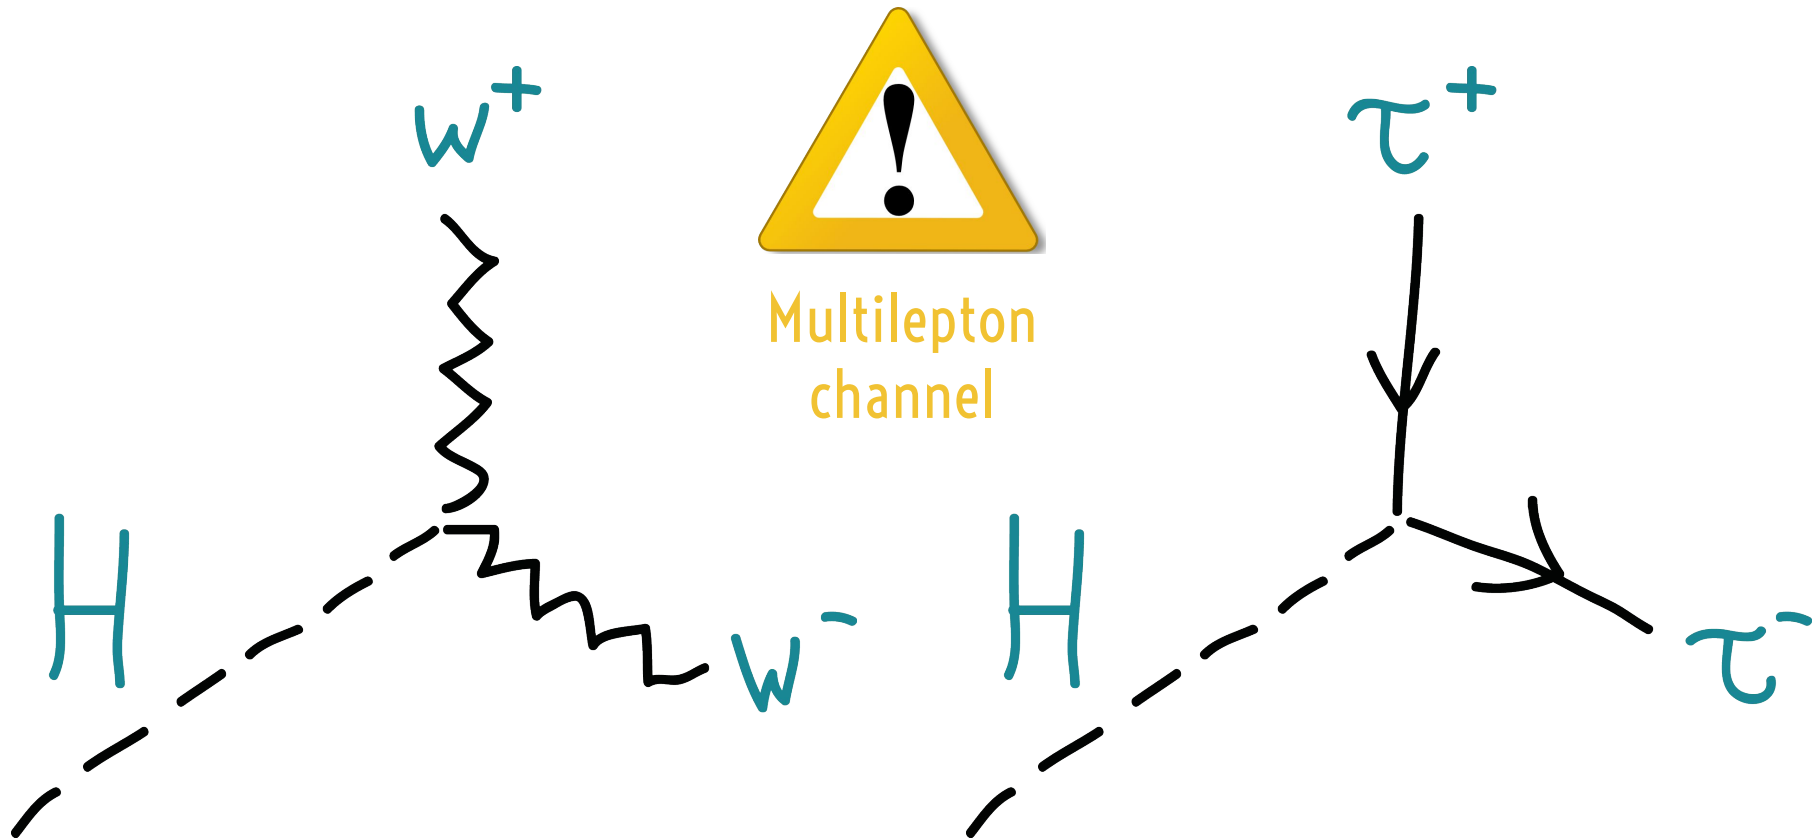 W⁺
τ⁺
!
Multilepton
channel
H
W⁻
H
τ⁻